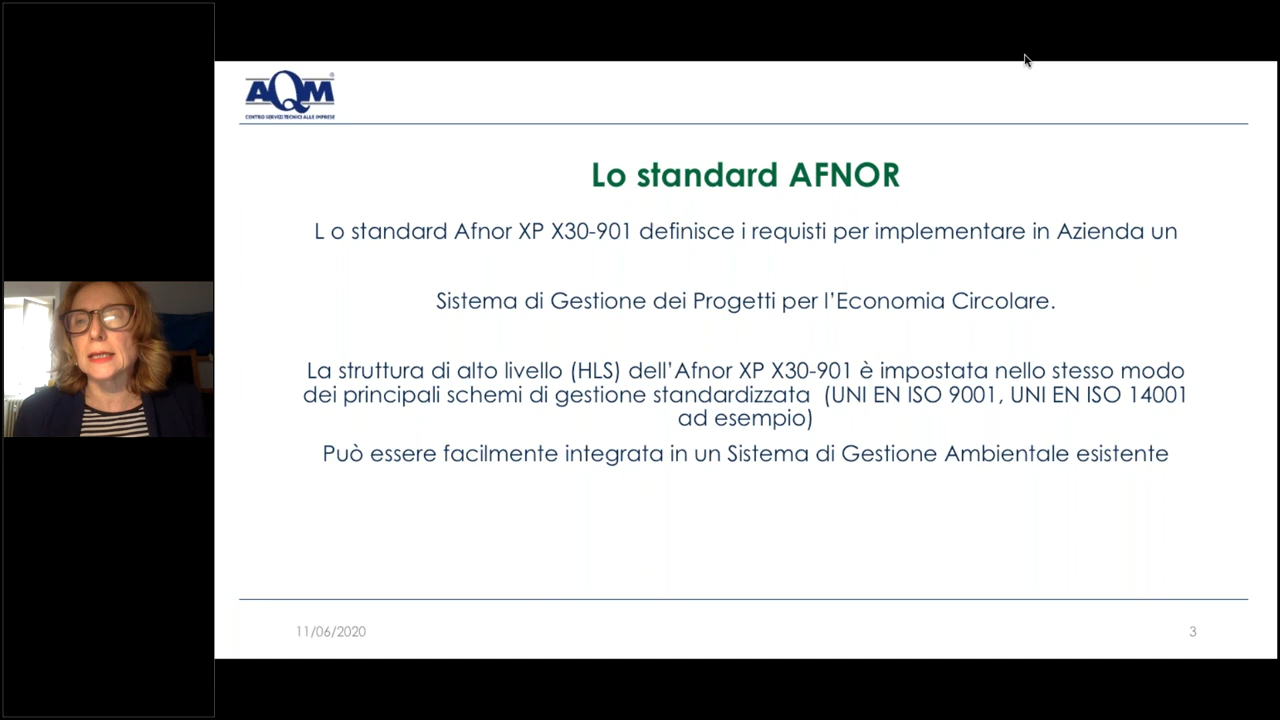 AQM
®
CENTRO SERVIZI TECNICI ALLE IMPRESE
Lo standard AFNOR
L o standard Afnor XP X30-901 definisce i requisti per implementare in Azienda un
Sistema di Gestione dei Progetti per l’Economia Circolare.
La struttura di alto livello (HLS) dell’Afnor XP X30-901 è impostata nello stesso modo
dei principali schemi di gestione standardizzata (UNI EN ISO 9001, UNI EN ISO 14001
ad esempio)
Può essere facilmente integrata in un Sistema di Gestione Ambientale esistente
11/06/2020
3